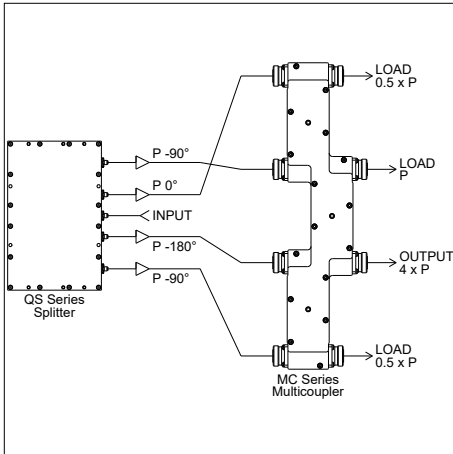 LOAD
0.5 x P
P -90°
LOAD
P
P 0°
INPUT
P -180°
OUTPUT
4 x P
P -90°
QS Series
Splitter
LOAD
0.5 x P
MC Series
Multicoupler